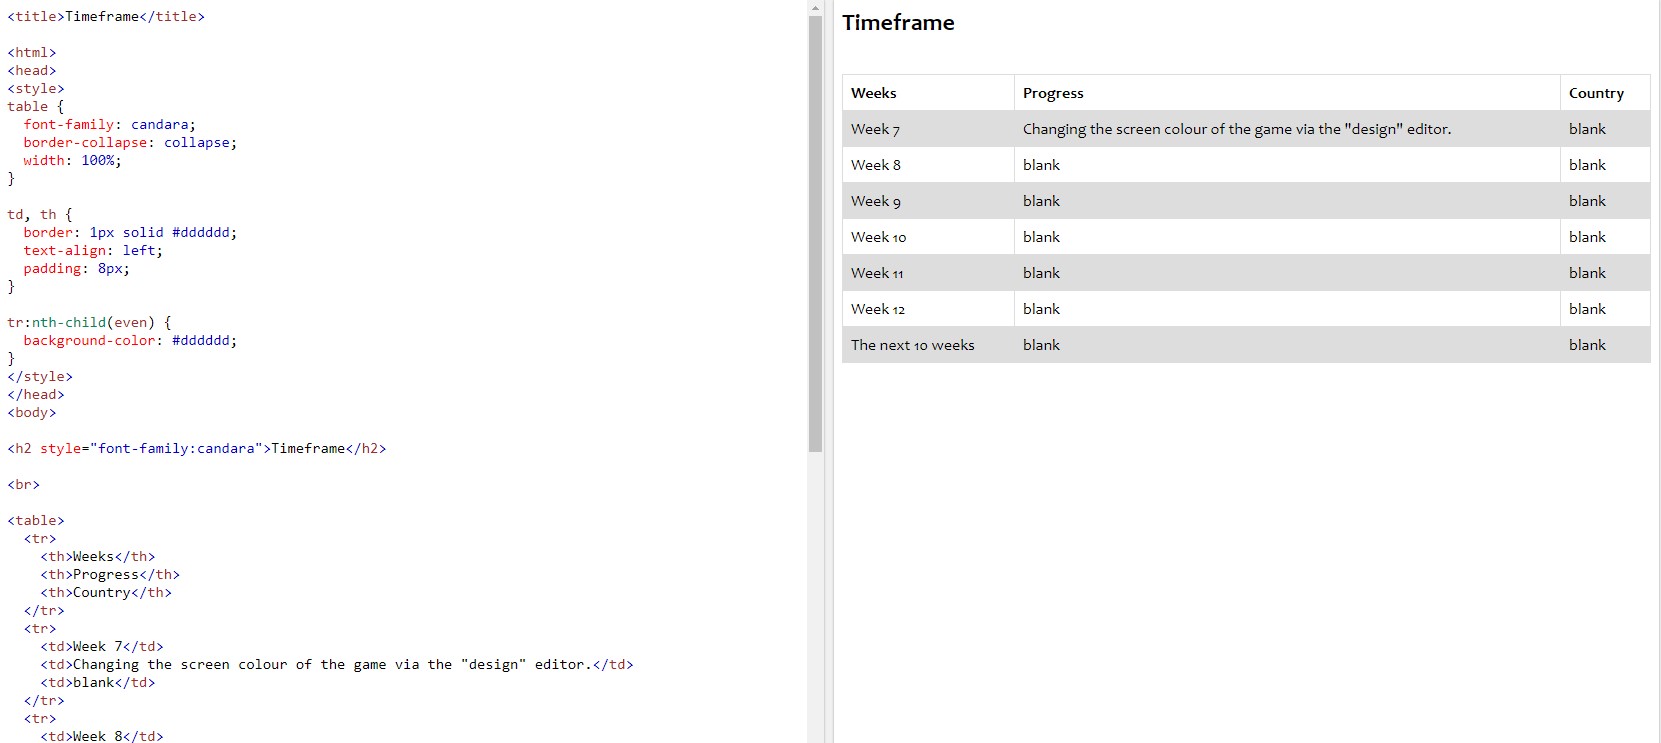 <title>Timeframe</title>
<html>
<head>
<style>
table {
  font-family: candara;
  border-collapse: collapse;
  width: 100%;
}
td, th {
  border: 1px solid #dddddd;
  text-align: left;
  padding: 8px;
}
tr:nth-child(even) {
  background-color: #dddddd;
}
</style>
</head>
<body>
<h2 style="font-family:candara">Timeframe</h2>
<br>
<table>
  <tr>
    <th>Weeks</th>
    <th>Progress</th>
    <th>Country</th>
  </tr>
  <tr>
    <td>Week 7</td>
    <td>Changing the screen colour of the game via the "design" editor.</td>
    <td>blank</td>
  </tr>
  <tr>
    <td>Week 8</td>
Timeframe
Weeks Progress Country
Week 7 Changing the screen colour of the game via the "design" editor. blank
Week 8 blank blank
Week 9 blank blank
Week 10 blank blank
Week 11 blank blank
Week 12 blank blank
The next 10 weeks blank blank